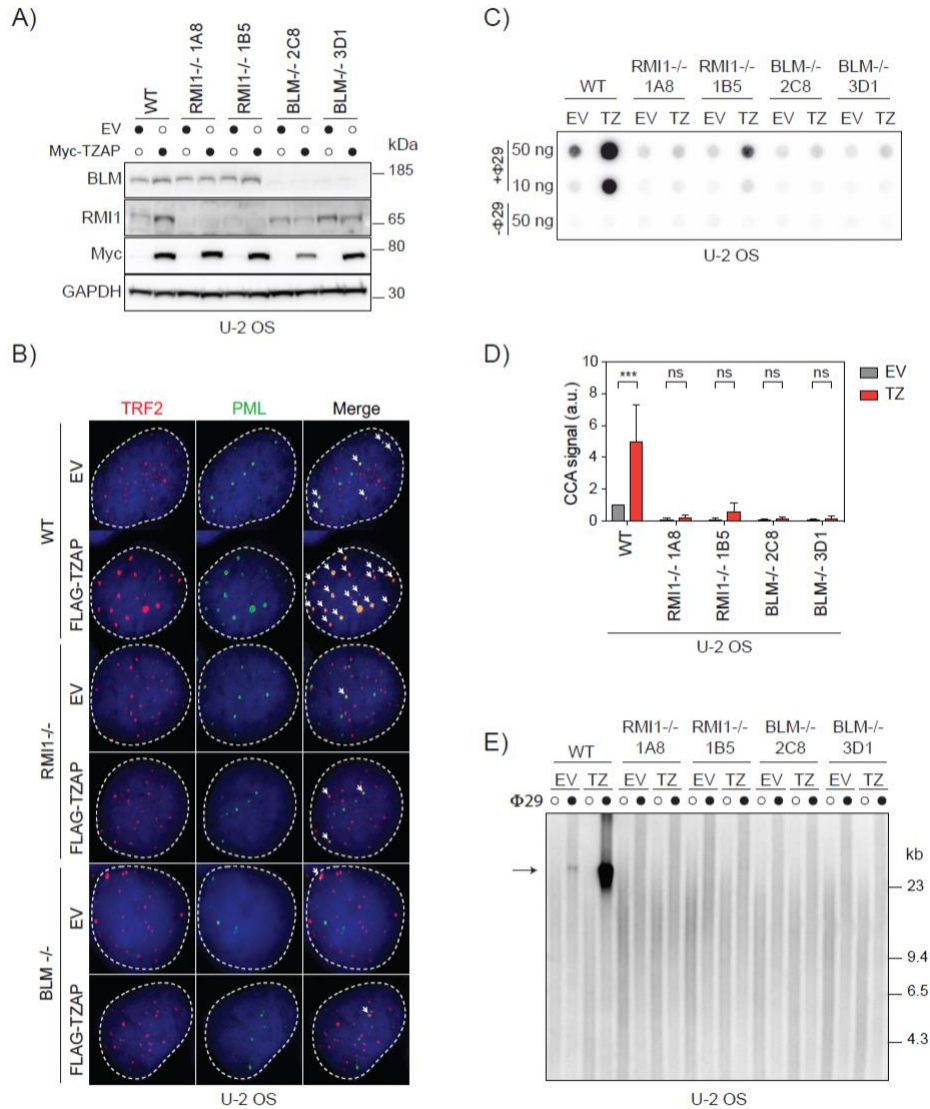 A)
WT
RMI1-/- 1A8
RMI1-/- 1B5
BLM-/- 2C8
BLM-/- 3D1
EV
Myc-TZAP
kDa
BLM
185
RMI1
65
Myc
80
GAPDH
30
U-2 OS
B)
TRF2 PML Merge
WT
EV
FLAG-TZAP
RMI1-/-
EV
FLAG-TZAP
BLM -/-
EV
FLAG-TZAP
U-2 OS
C)
WT RMI1-/- 1A8 RMI1-/- 1B5 BLM-/- 2C8 BLM-/- 3D1
EV TZ EV TZ EV TZ EV TZ EV TZ
+Φ29
50 ng
10 ng
-Φ29
50 ng
U-2 OS
D)
CCA signal (a.u.)
10
8
6
4
2
0
*** ns ns ns ns
EV
TZ
WT
RMI1-/- 1A8
RMI1-/- 1B5
BLM-/- 2C8
BLM-/- 3D1
U-2 OS
E)
WT RMI1-/- 1A8 RMI1-/- 1B5 BLM-/- 2C8 BLM-/- 3D1
EV TZ EV TZ EV TZ EV TZ EV TZ
Φ29
kb
23
9.4
6.5
4.3
U-2 OS